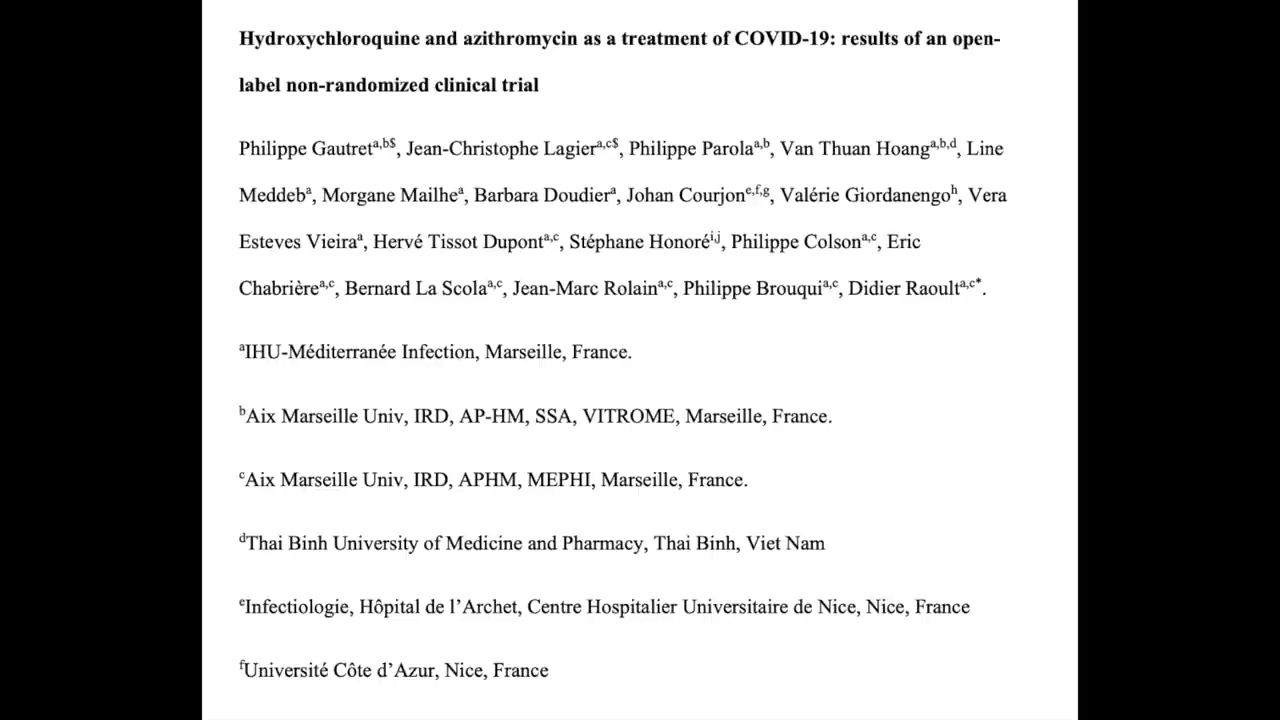 Hydroxychloroquine and azithromycin as a treatment of COVID-19: results of an open-
label non-randomized clinical trial
Philippe Gautretᵃ,ᵇ$, Jean-Christophe Lagierᵃ,ᶜ$, Philippe Parolaᵃ,ᵇ, Van Thuan Hoangᵃ,ᵇ,ᵈ, Line
Meddebᵃ, Morgane Mailheᵃ, Barbara Doudierᵃ, Johan Courjonᵉ,ᶠ,ᵍ, Valérie Giordanengoʰ, Vera
Esteves Vieiraᵃ, Hervé Tissot Dupontᵃ,ᶜ, Stéphane Honoréⁱ,ʲ, Philippe Colsonᵃ,ᶜ, Eric
Chabrièreᵃ,ᶜ, Bernard La Scolaᵃ,ᶜ, Jean-Marc Rolainᵃ,ᶜ, Philippe Brouquiᵃ,ᶜ, Didier Raoultᵃ,ᶜ*.
ᵃIHU-Méditerranée Infection, Marseille, France.
ᵇAix Marseille Univ, IRD, AP-HM, SSA, VITROME, Marseille, France.
ᶜAix Marseille Univ, IRD, APHM, MEPHI, Marseille, France.
ᵈThai Binh University of Medicine and Pharmacy, Thai Binh, Viet Nam
ᵉInfectiologie, Hôpital de l’Archet, Centre Hospitalier Universitaire de Nice, Nice, France
ᶠUniversité Côte d’Azur, Nice, France